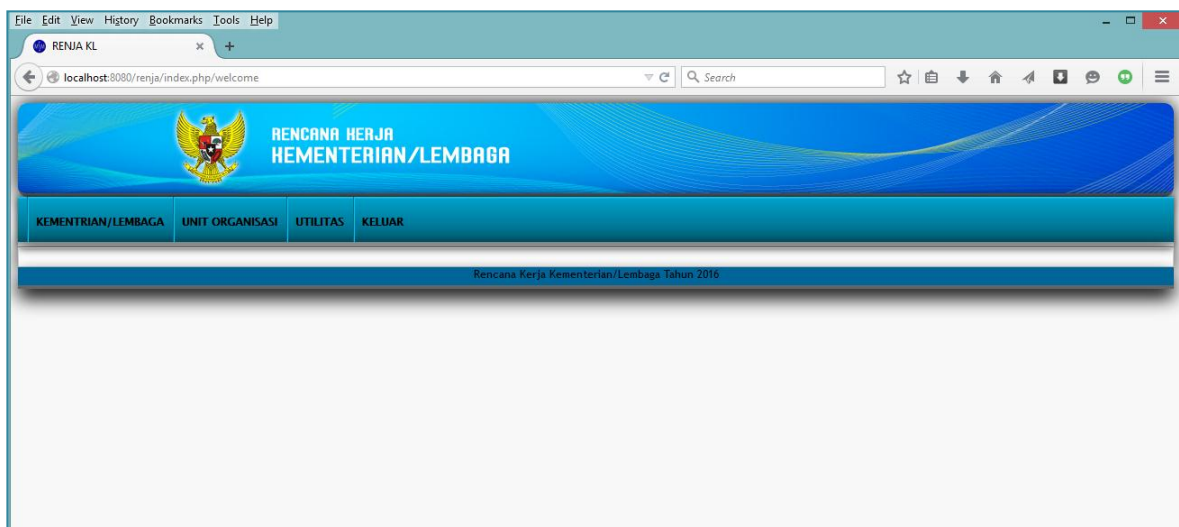 File Edit View History Bookmarks Tools Help
RENJA KL
localhost:8080/renja/index.php/welcome
Search
RENCANA KERJA
KEMENTERIAN/LEMBAGA
KEMENTRIAN/LEMBAGA UNIT ORGANISASI UTILITAS KELUAR
Rencana Kerja Kementerian/Lembaga Tahun 2016